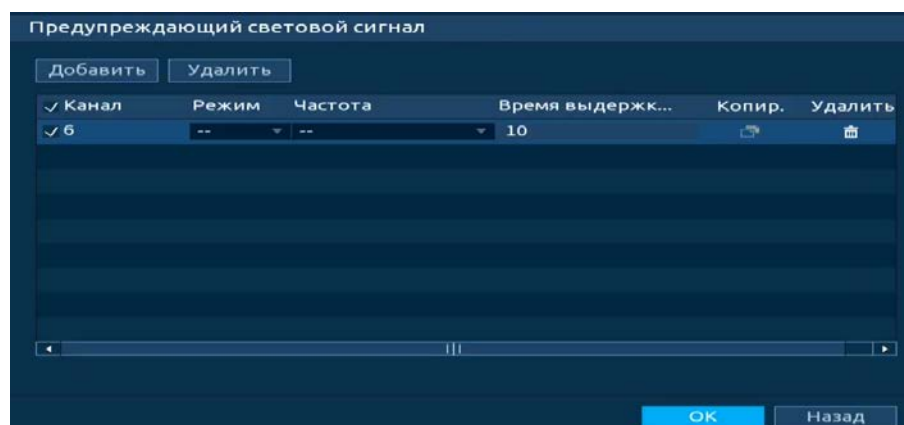 Предупреждающий световой сигнал
Добавить Удалить
Канал Режим Частота Время выдержк... Копир. Удалить
6 -- -- 10
OK Назад